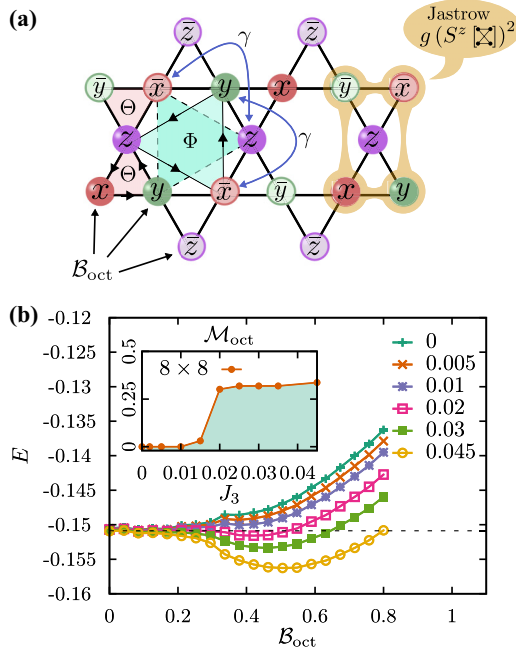 (a)
Jastrow
g (S^z [⧖])^2
z̄ γ z̄
ȳ x̄ y x ȳ x̄
Θ
z Φ z γ z
Θ
x y x̄ ȳ x y
B_oct
z̄ z̄
(b)
M_oct
-0.12
-0.125
-0.13
-0.135
-0.14
-0.145
-0.15
-0.155
-0.16
E
0.5
0.25
0
8 × 8
0 0.01 0.02 0.03 0.04
J_3
0
0.005
0.01
0.02
0.03
0.045
0 0.2 0.4 0.6 0.8 1
B_oct